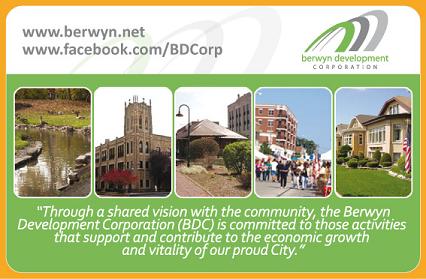 www.berwyn.net
www.facebook.com/BDCorp
berwyn development
CORPORATION
"Through a shared vision with the community, the Berwyn
Development Corporation (BDC) is committed to those activities
that support and contribute to the economic growth
and vitality of our proud City."